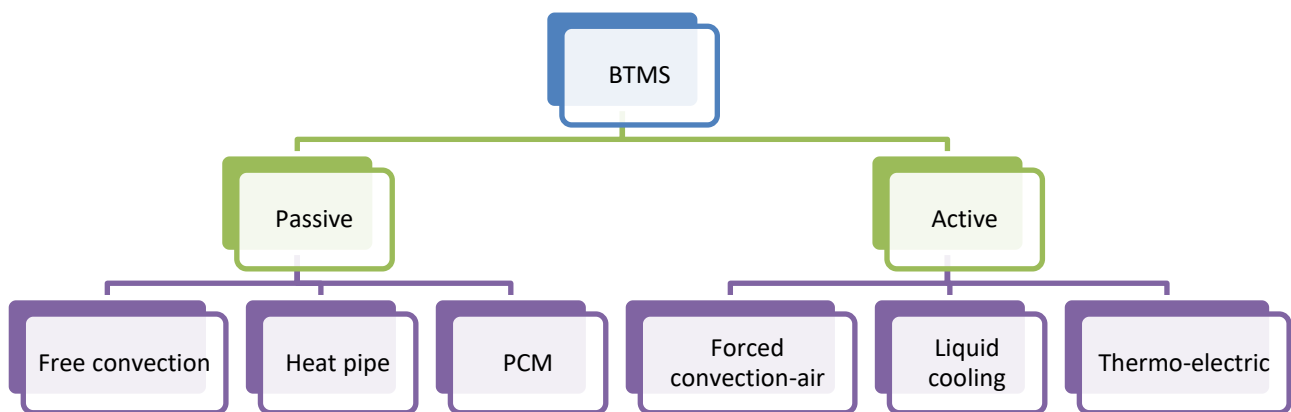 BTMS
Passive
Active
Free convection
Heat pipe
PCM
Forced
convection-air
Liquid
cooling
Thermo-electric